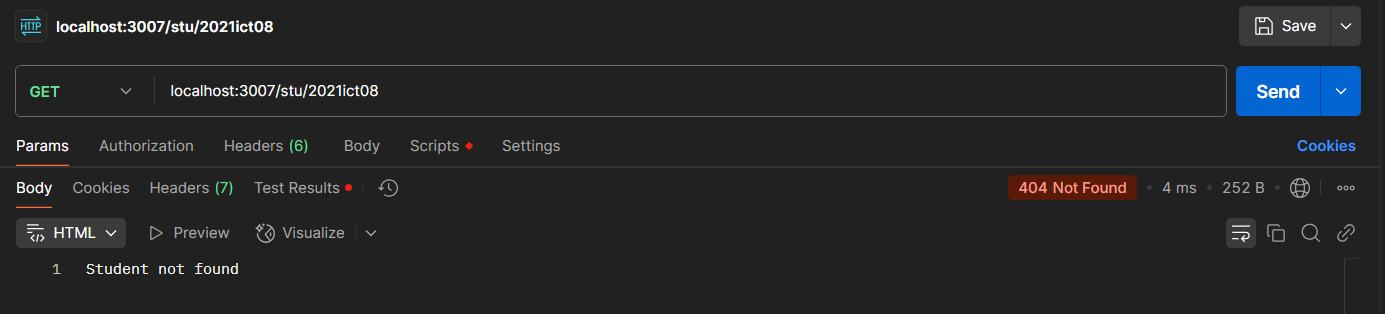 HTTP localhost:3007/stu/2021ict08
Save
GET localhost:3007/stu/2021ict08 Send
Params Authorization Headers (6) Body Scripts Settings Cookies
Body Cookies Headers (7) Test Results 404 Not Found • 4 ms • 252 B •
HTML Preview Visualize
1 Student not found